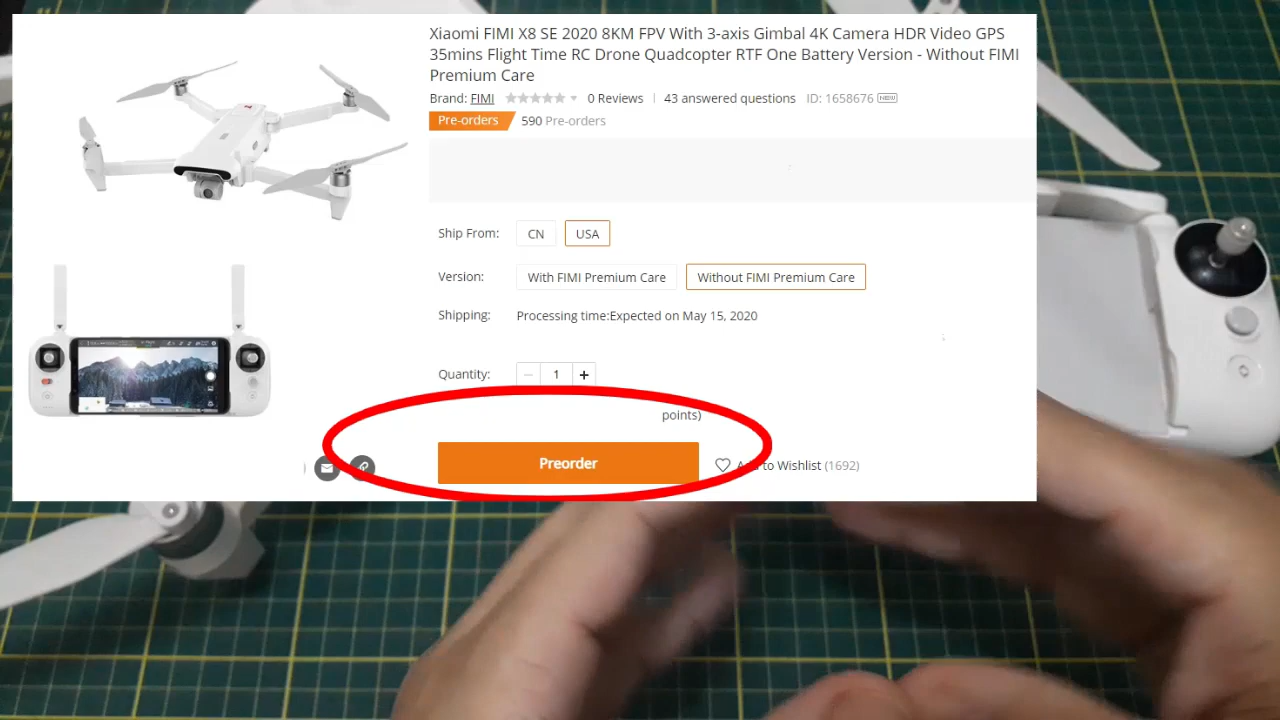 Xiaomi FIMI X8 SE 2020 8KM FPV With 3-axis Gimbal 4K Camera HDR Video GPS
35mins Flight Time RC Drone Quadcopter RTF One Battery Version - Without FIMI
Premium Care
Brand: FIMI 0 Reviews 43 answered questions ID: 1658676 NEW
Pre-orders 590 Pre-orders
Ship From: CN USA
Version: With FIMI Premium Care Without FIMI Premium Care
Shipping: Processing time:Expected on May 15, 2020
Quantity: 1
points)
Preorder
to Wishlist (1692)